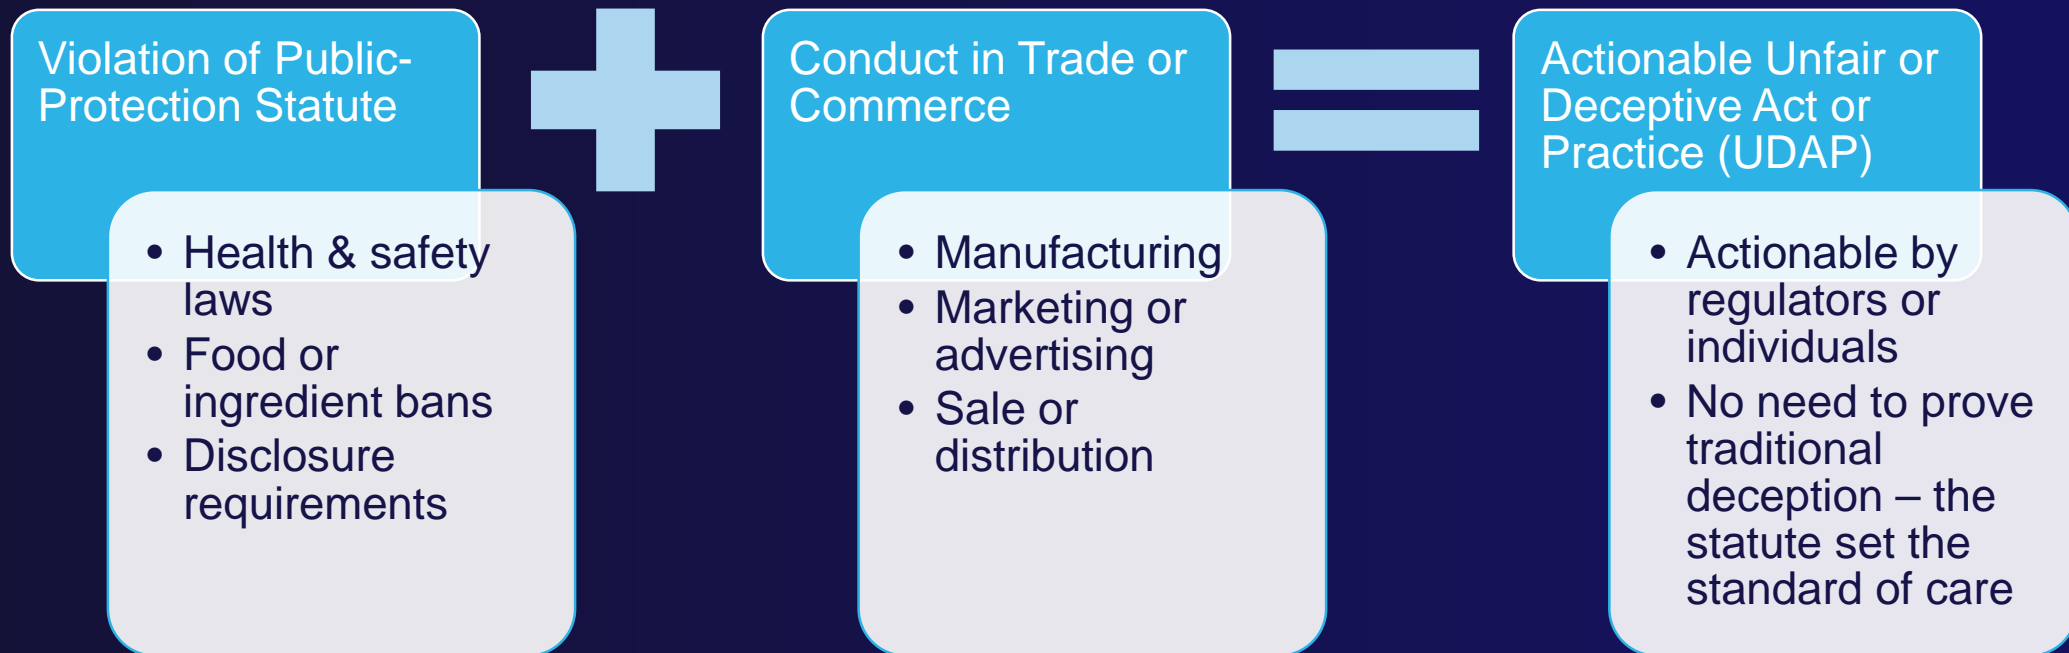 Violation of Public-
Protection Statute
• Health & safety
laws
• Food or
ingredient bans
• Disclosure
requirements
Conduct in Trade or
Commerce
• Manufacturing
• Marketing or
advertising
• Sale or
distribution
Actionable Unfair or
Deceptive Act or
Practice (UDAP)
• Actionable by
regulators or
individuals
• No need to prove
traditional
deception – the
statute set the
standard of care